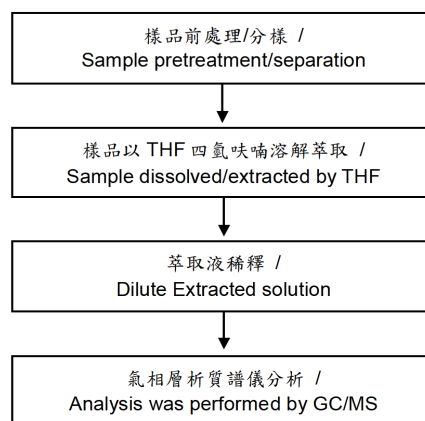 樣品前處理/分樣 /
Sample pretreatment/separation
樣品以 THF 四氫呋喃溶解萃取 /
Sample dissolved/extracted by THF
萃取液稀釋 /
Dilute Extracted solution
氣相層析質譜儀分析 /
Analysis was performed by GC/MS